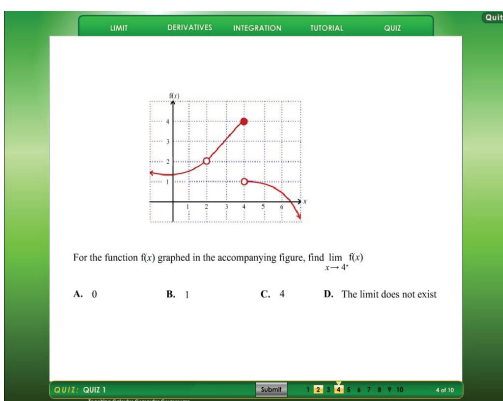 Quit
LIMIT DERIVATIVES INTEGRATION TUTORIAL QUIZ
f(x)
4
3
2
1
1 2 3 4 5 6 x
For the function f(x) graphed in the accompanying figure, find lim f(x)
x→4⁺
A. 0 B. 1 C. 4 D. The limit does not exist
QUIZ: QUIZ 1 Submit 1 2 3 4 5 6 7 8 9 10 4 of 10